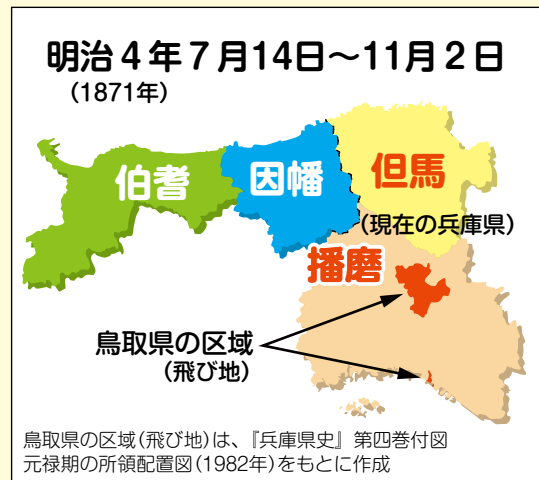 明治4年7月14日～11月2日
(1871年)
伯耆
因幡
但馬
(現在の兵庫県)
播磨
鳥取県の区域
(飛び地)
鳥取県の区域(飛び地)は、『兵庫県史』第四巻付図
元禄期の所領配置図(1982年)をもとに作成